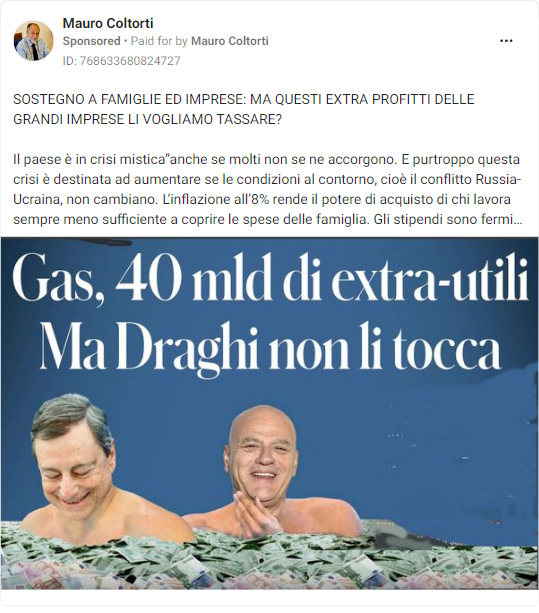 Mauro Coltorti
Sponsored • Paid for by Mauro Coltorti
ID: 768633680824727
SOSTEGNO A FAMIGLIE ED IMPRESE: MA QUESTI EXTRA PROFITTI DELLE
GRANDI IMPRESE LI VOGLIAMO TASSARE?
Il paese è in crisi mistica”anche se molti non se ne accorgono. E purtroppo questa
crisi è destinata ad aumentare se le condizioni al contorno, cioè il conflitto Russia-
Ucraina, non cambiano. L’inflazione all’8% rende il potere di acquisto di chi lavora
sempre meno sufficiente a coprire le spese delle famiglia. Gli stipendi sono fermi...
Gas, 40 mld di extra-utili
Ma Draghi non li tocca